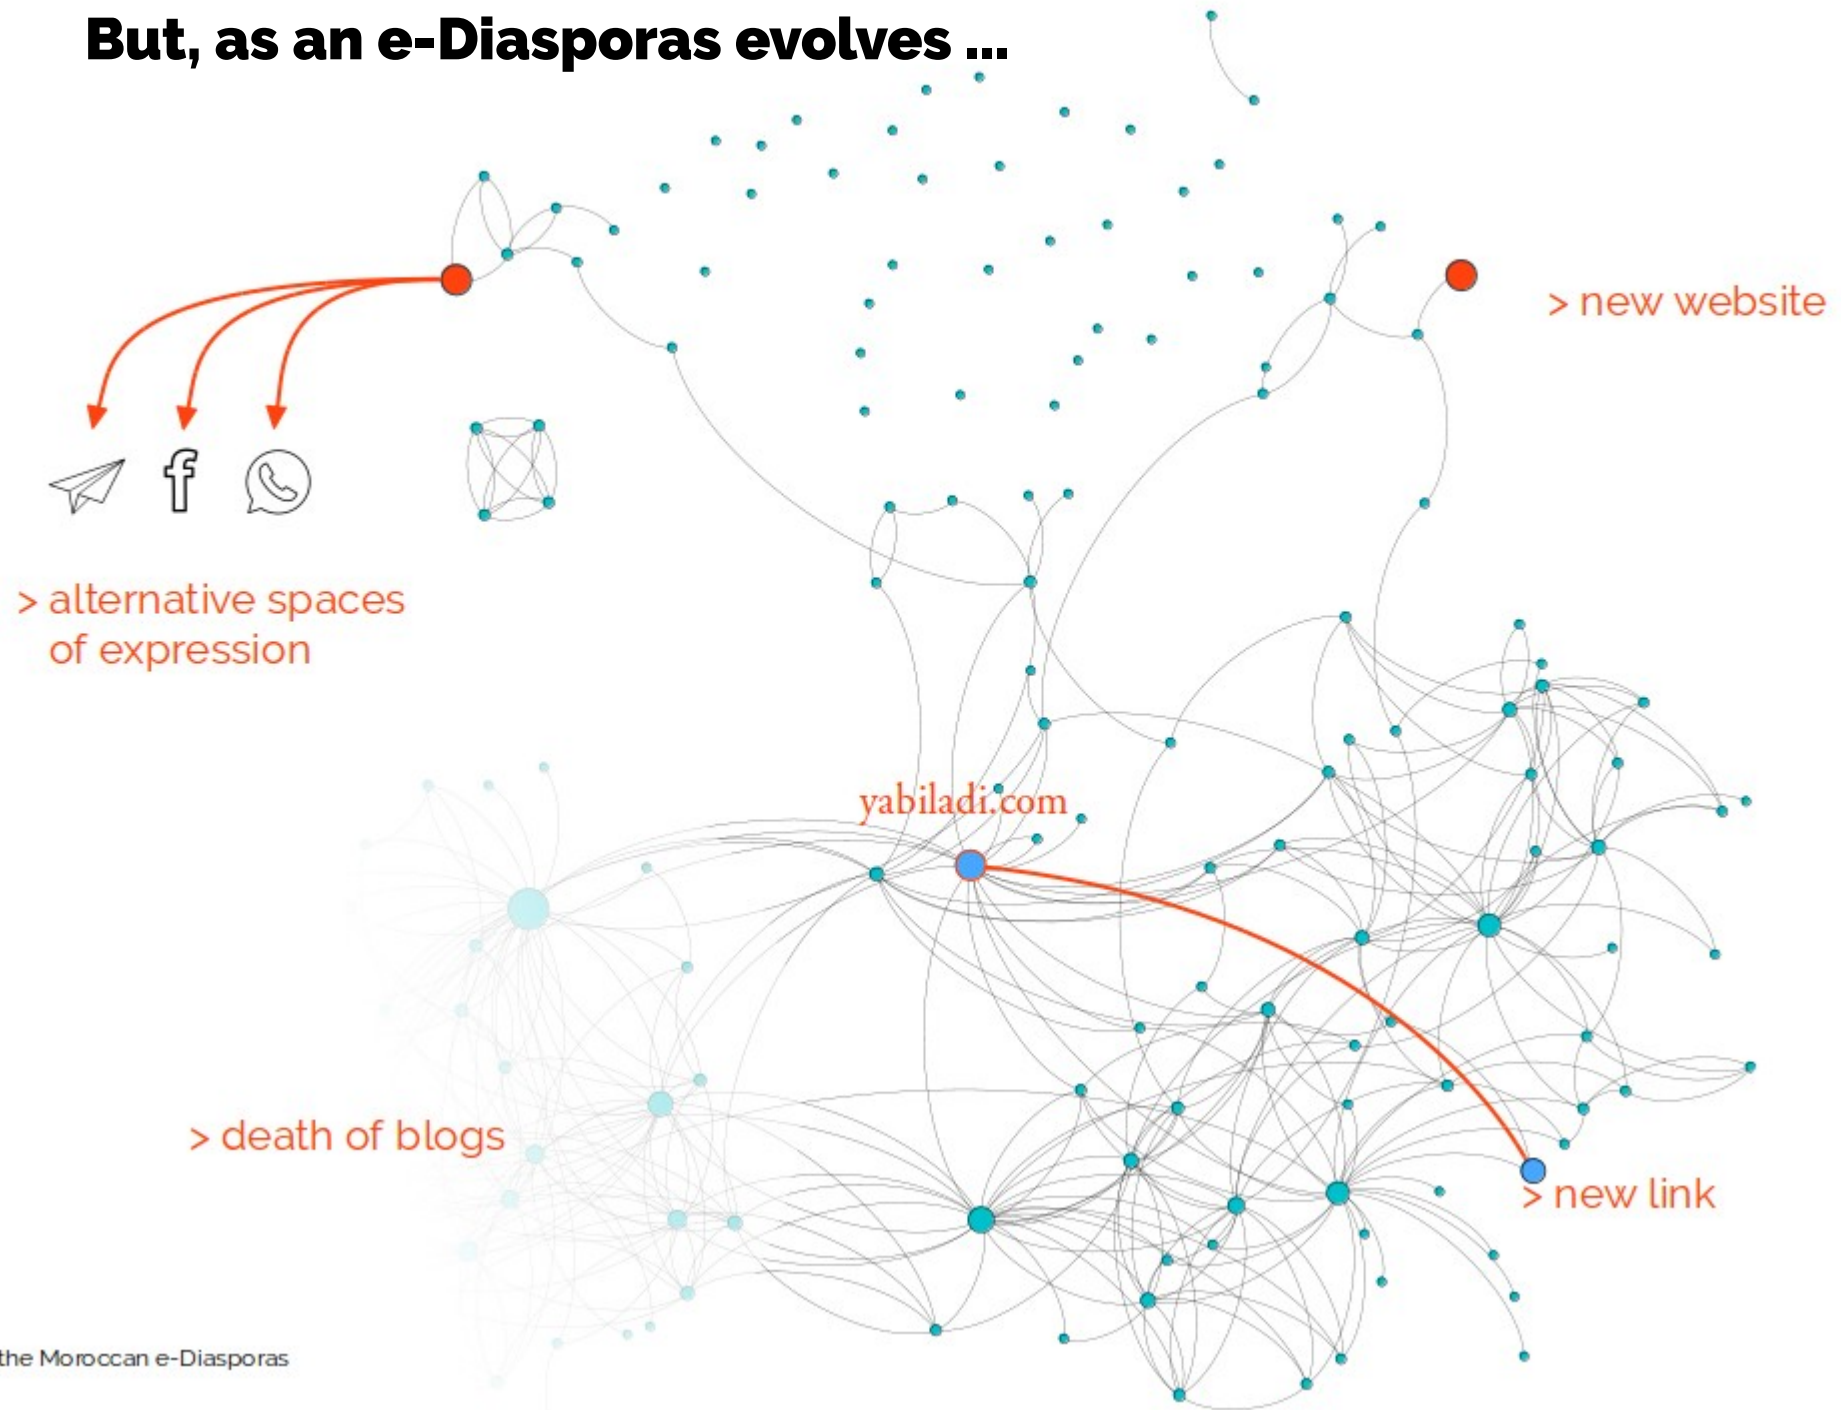 But, as an e-Diasporas evolves ...
> new website
> alternative spaces
of expression
yabiladi.com
> death of blogs
> new link
the Moroccan e-Diasporas